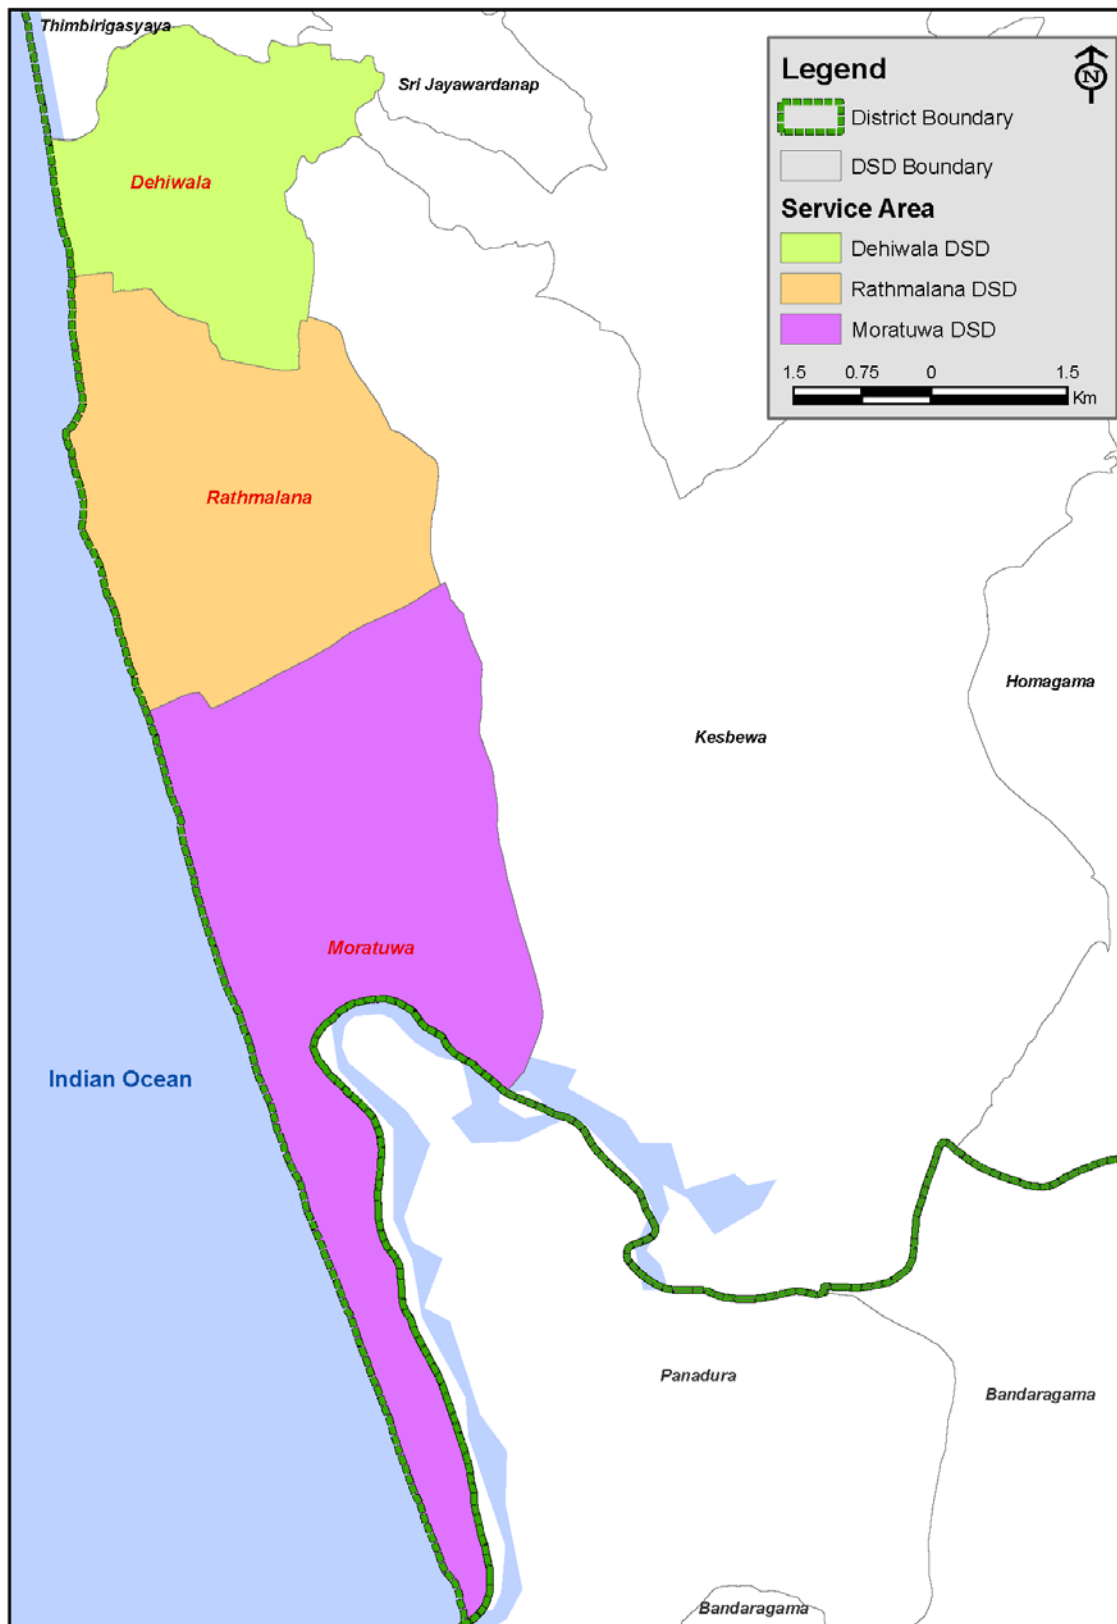 Thimbirigasyaya
Sri Jayawardanap
Legend
N
District Boundary
DSD Boundary
Service Area
Dehiwala DSD
Rathmalana DSD
Moratuwa DSD
1.5 0.75 0 1.5
Km
Dehiwala
Rathmalana
Homagama
Kesbewa
Moratuwa
Indian Ocean
Panadura
Bandaragama
Bandaragama